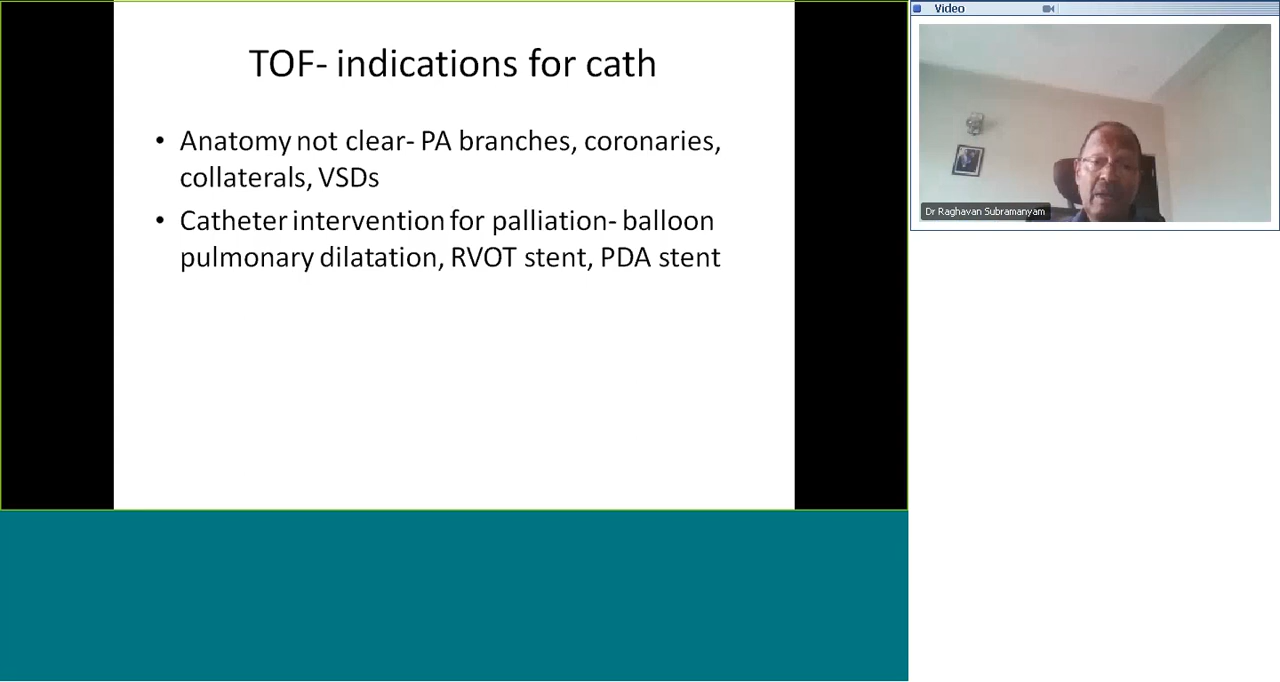 TOF- indications for cath
• Anatomy not clear- PA branches, coronaries,
collaterals, VSDs
• Catheter intervention for palliation- balloon
pulmonary dilatation, RVOT stent, PDA stent
Video
Dr Raghavan Subramanyam